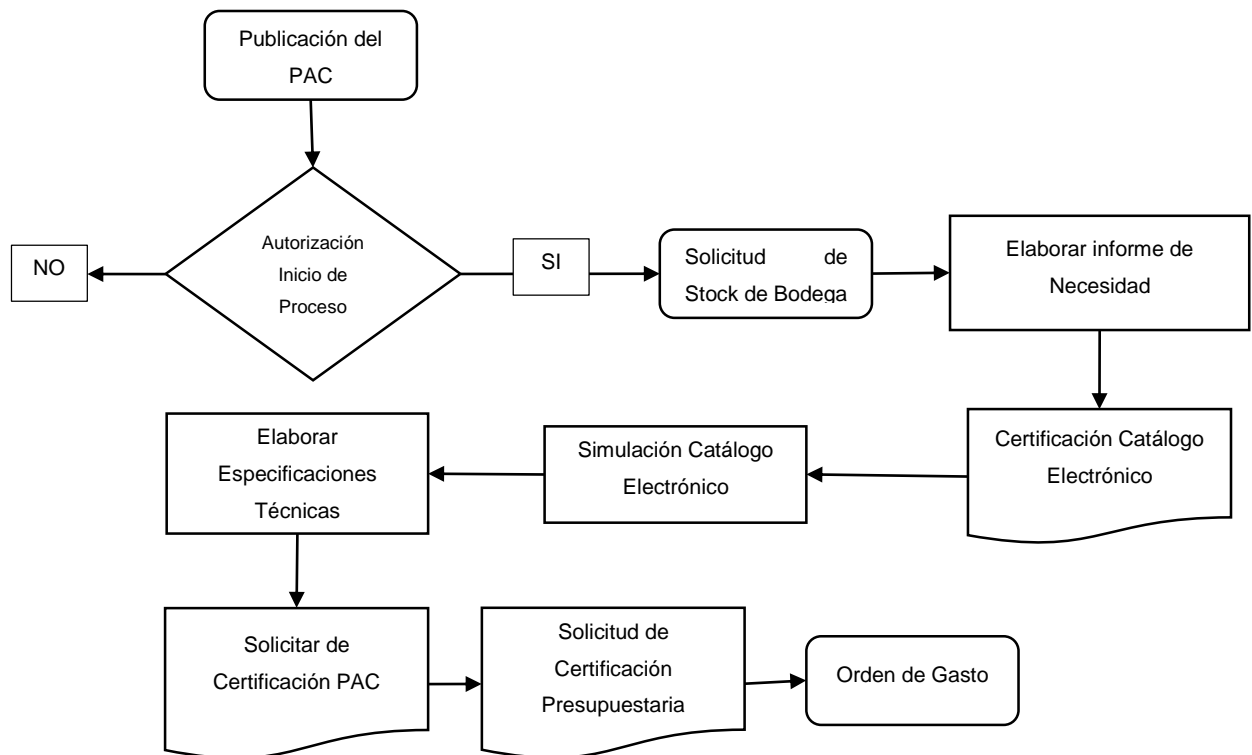 Publicación del
PAC
Autorización
Inicio de
Proceso
NO
SI
Solicitud de
Stock de Bodega
Elaborar informe de
Necesidad
Certificación Catálogo
Electrónico
Simulación Catálogo
Electrónico
Elaborar
Especificaciones
Técnicas
Solicitar de
Certificación PAC
Solicitud de
Certificación
Presupuestaria
Orden de Gasto